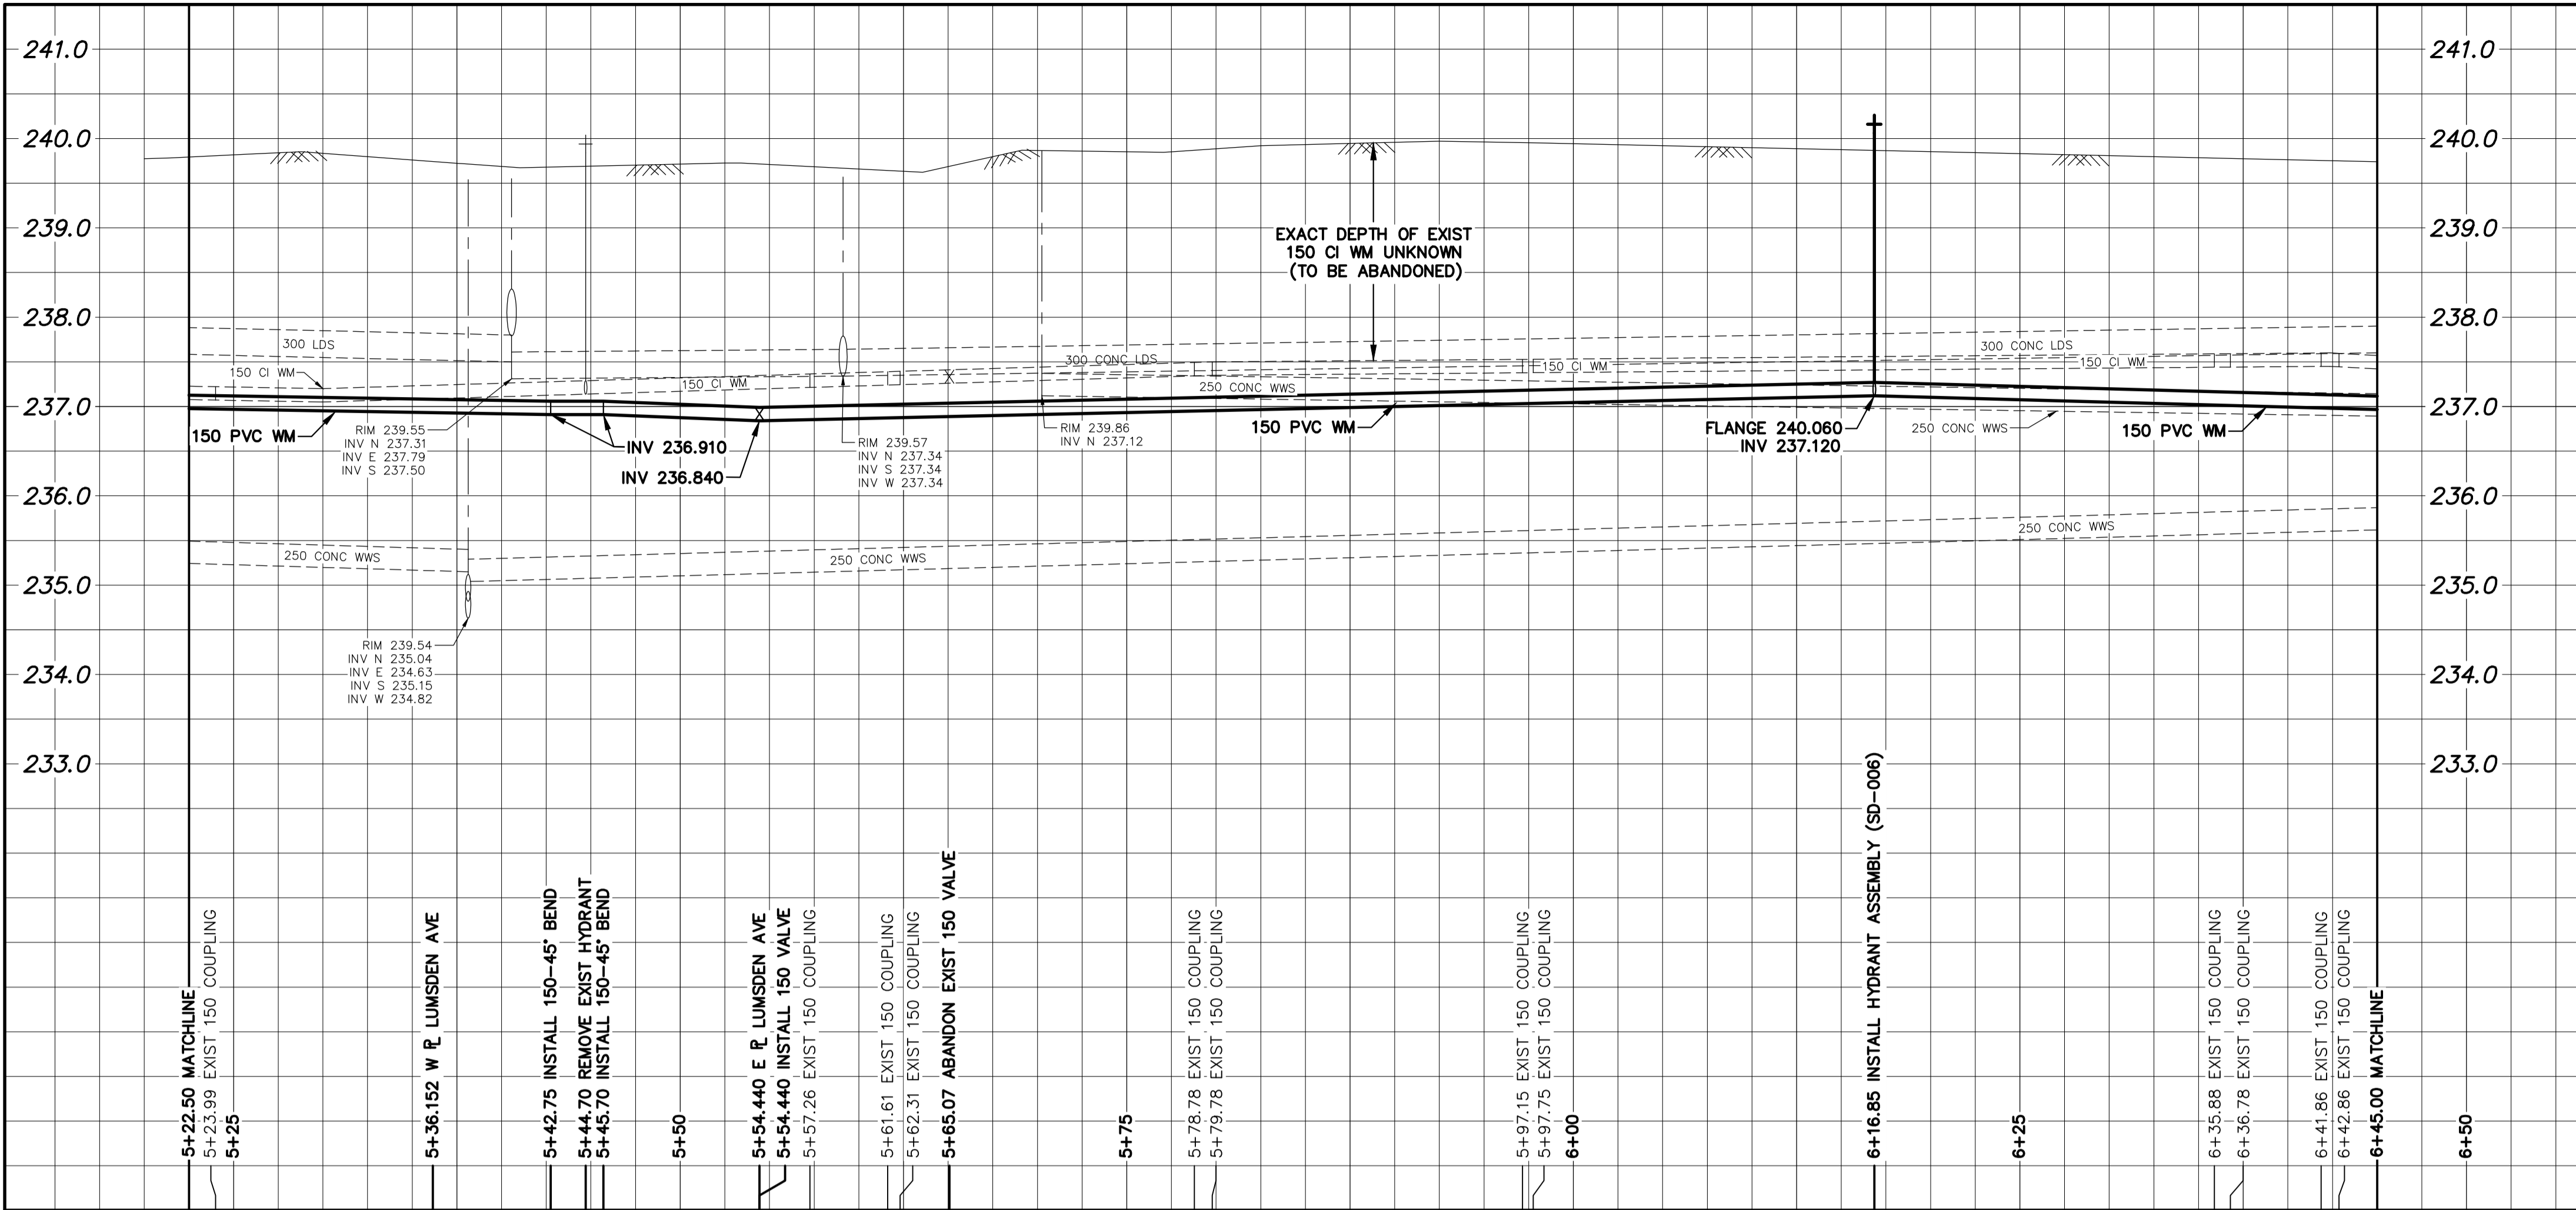 241.0
241.0
240.0
240.0
239.0
239.0
238.0
238.0
237.0
237.0
236.0
236.0
235.0
235.0
234.0
234.0
233.0
233.0
EXACT DEPTH OF EXIST
150 CI WM UNKNOWN
(TO BE ABANDONED)
300 LDS
150 CI WM
150 CI WM
300 CONC LDS
250 CONC WWS
150 CI WM
300 CONC LDS
150 CI WM
150 PVC WM
RIM 239.55
INV N 237.31
INV E 237.79
INV S 237.50
INV 236.910
INV 236.840
RIM 239.57
INV N 237.34
INV S 237.34
INV W 237.34
RIM 239.86
INV N 237.12
150 PVC WM
FLANGE 240.060
INV 237.120
250 CONC WWS
150 PVC WM
250 CONC WWS
250 CONC WWS
250 CONC WWS
RIM 239.54
INV N 235.04
INV E 234.63
INV S 235.15
INV W 234.82
5+22.50 MATCHLINE
5+23.99 EXIST 150 COUPLING
5+25
5+36.152 W PL LUMSDEN AVE
5+42.75 INSTALL 150-45° BEND
5+44.70 REMOVE EXIST HYDRANT
5+45.70 INSTALL 150-45° BEND
5+50
5+54.440 E PL LUMSDEN AVE
5+54.440 INSTALL 150 VALVE
5+57.26 EXIST 150 COUPLING
5+61.61 EXIST 150 COUPLING
5+62.31 EXIST 150 COUPLING
5+65.07 ABANDON EXIST 150 VALVE
5+75
5+78.78 EXIST 150 COUPLING
5+79.78 EXIST 150 COUPLING
5+97.15 EXIST 150 COUPLING
5+97.75 EXIST 150 COUPLING
6+00
6+16.85 INSTALL HYDRANT ASSEMBLY (SD-006)
6+25
6+35.88 EXIST 150 COUPLING
6+36.78 EXIST 150 COUPLING
6+41.86 EXIST 150 COUPLING
6+42.86 EXIST 150 COUPLING
6+45.00 MATCHLINE
6+50